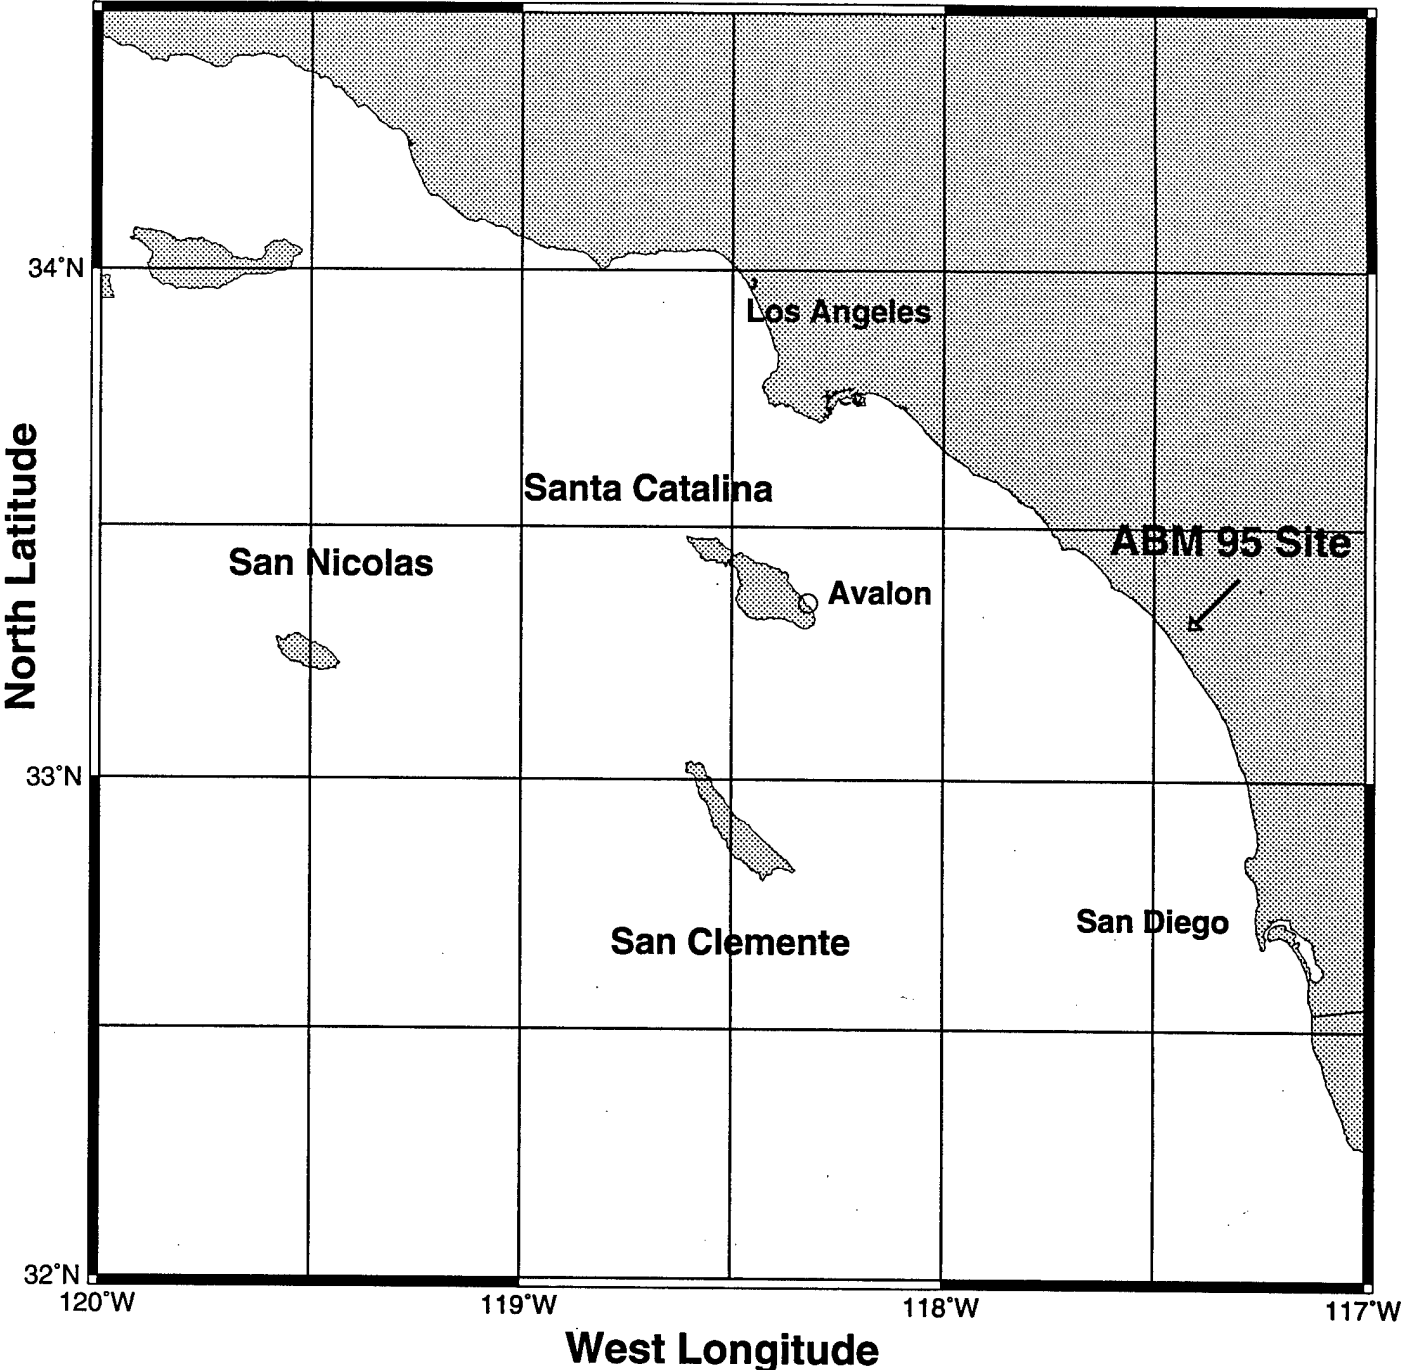 34°N
Los Angeles
Santa Catalina
ABM 95 Site
San Nicolas
Avalon
North Latitude
33°N
San Diego
San Clemente
32°N
120°W
119°W
118°W
117°W
West Longitude